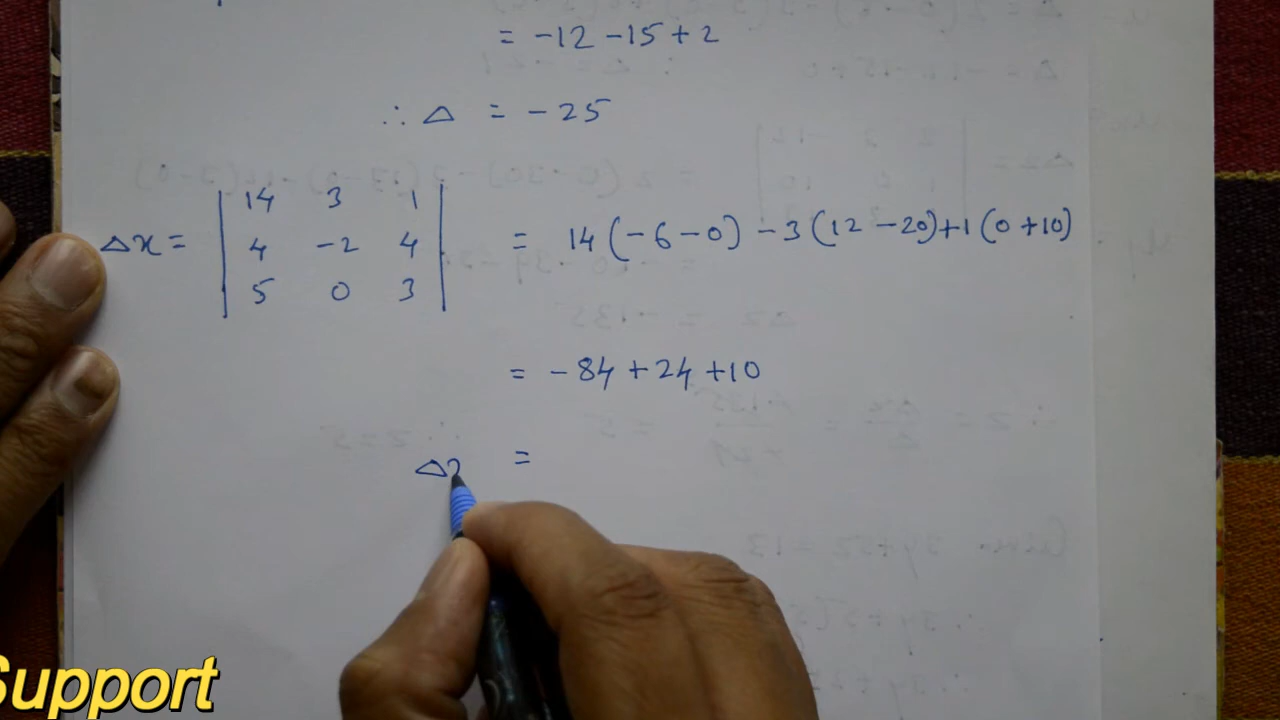 = -12 -15 + 2
∴ Δ = -25
Δx = | 14 3 1 | = 14 (-6 -0) -3 (12 -20) +1 (0 +10)
| 4 -2 4 |
| 5 0 3 |
= -84 +24 +10
Δ =
Support